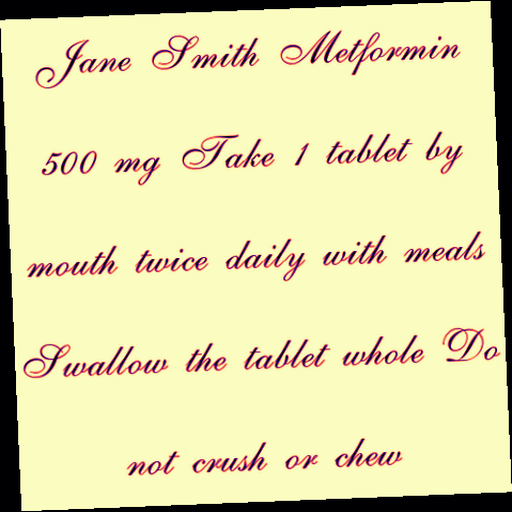 Jane Smith Metformin
500 mg Take 1 tablet by
mouth twice daily with meals
Swallow the tablet whole Do
not crush or chew